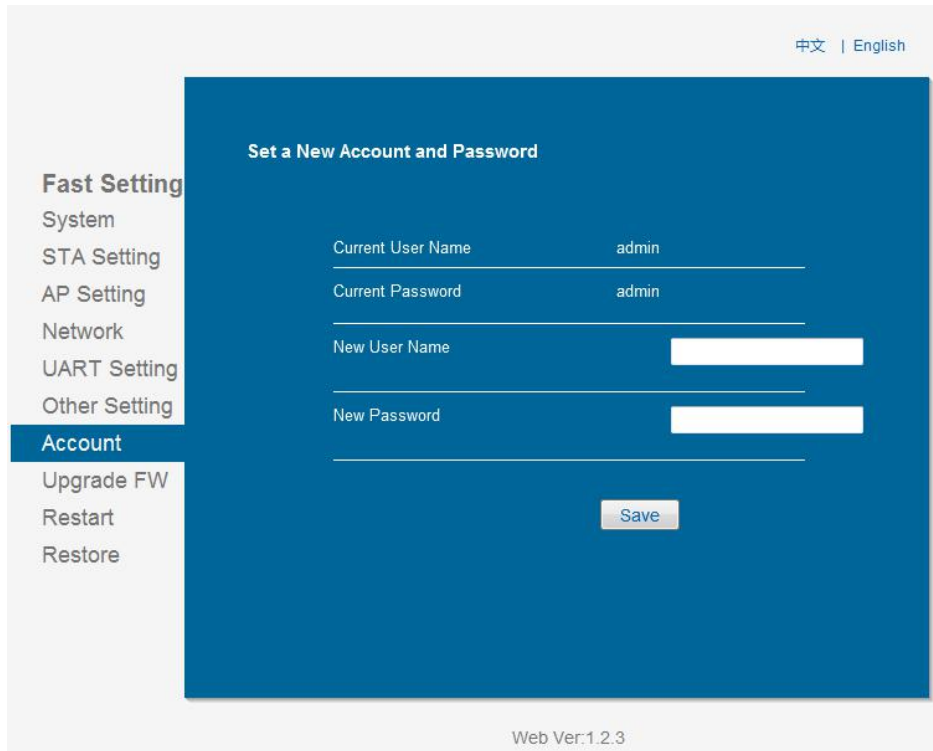 中文 | English
Set a New Account and Password
Fast Setting
System
STA Setting
AP Setting
Network
UART Setting
Other Setting
Account
Upgrade FW
Restart
Restore
Current User Name admin
Current Password admin
New User Name
New Password
Save
Web Ver:1.2.3